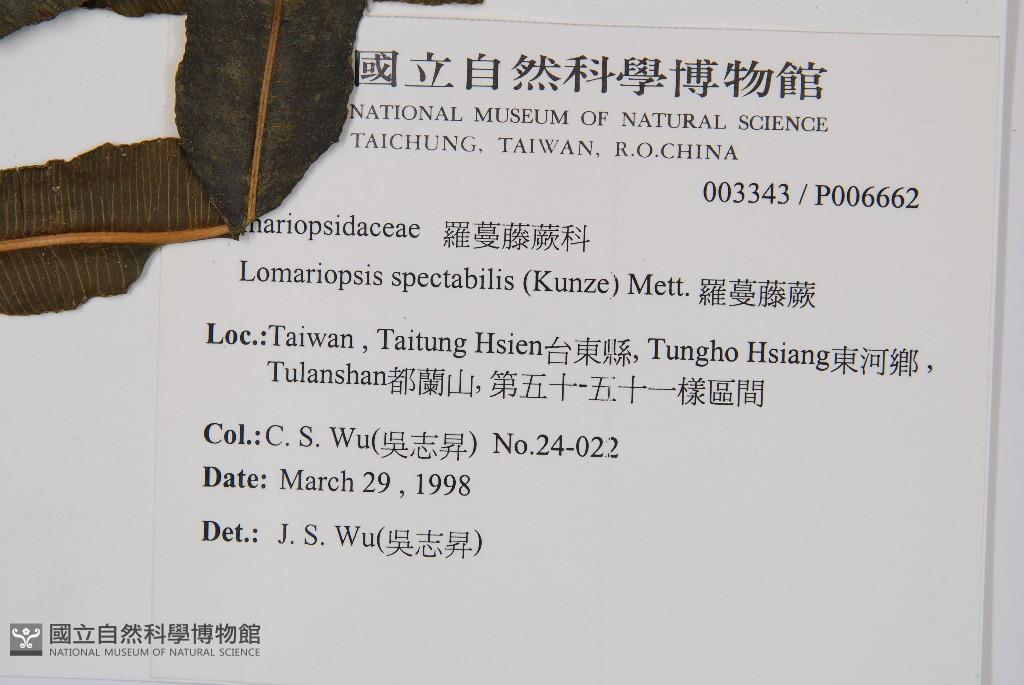 國立自然科學博物館
NATIONAL MUSEUM OF NATURAL SCIENCE
TAICHUNG, TAIWAN, R.O.CHINA
003343 / P006662
mariopsidaceae 羅蔓藤蕨科
Lomariopsis spectabilis (Kunze) Mett. 羅蔓藤蕨
Loc.:Taiwan , Taitung Hsien台東縣, Tungho Hsiang東河鄉 ,
Tulanshan都蘭山, 第五十-五十一樣區間
Col.: C. S. Wu(吳志昇) No.24-022
Date: March 29 , 1998
Det.: J. S. Wu(吳志昇)
國立自然科學博物館
NATIONAL MUSEUM OF NATURAL SCIENCE